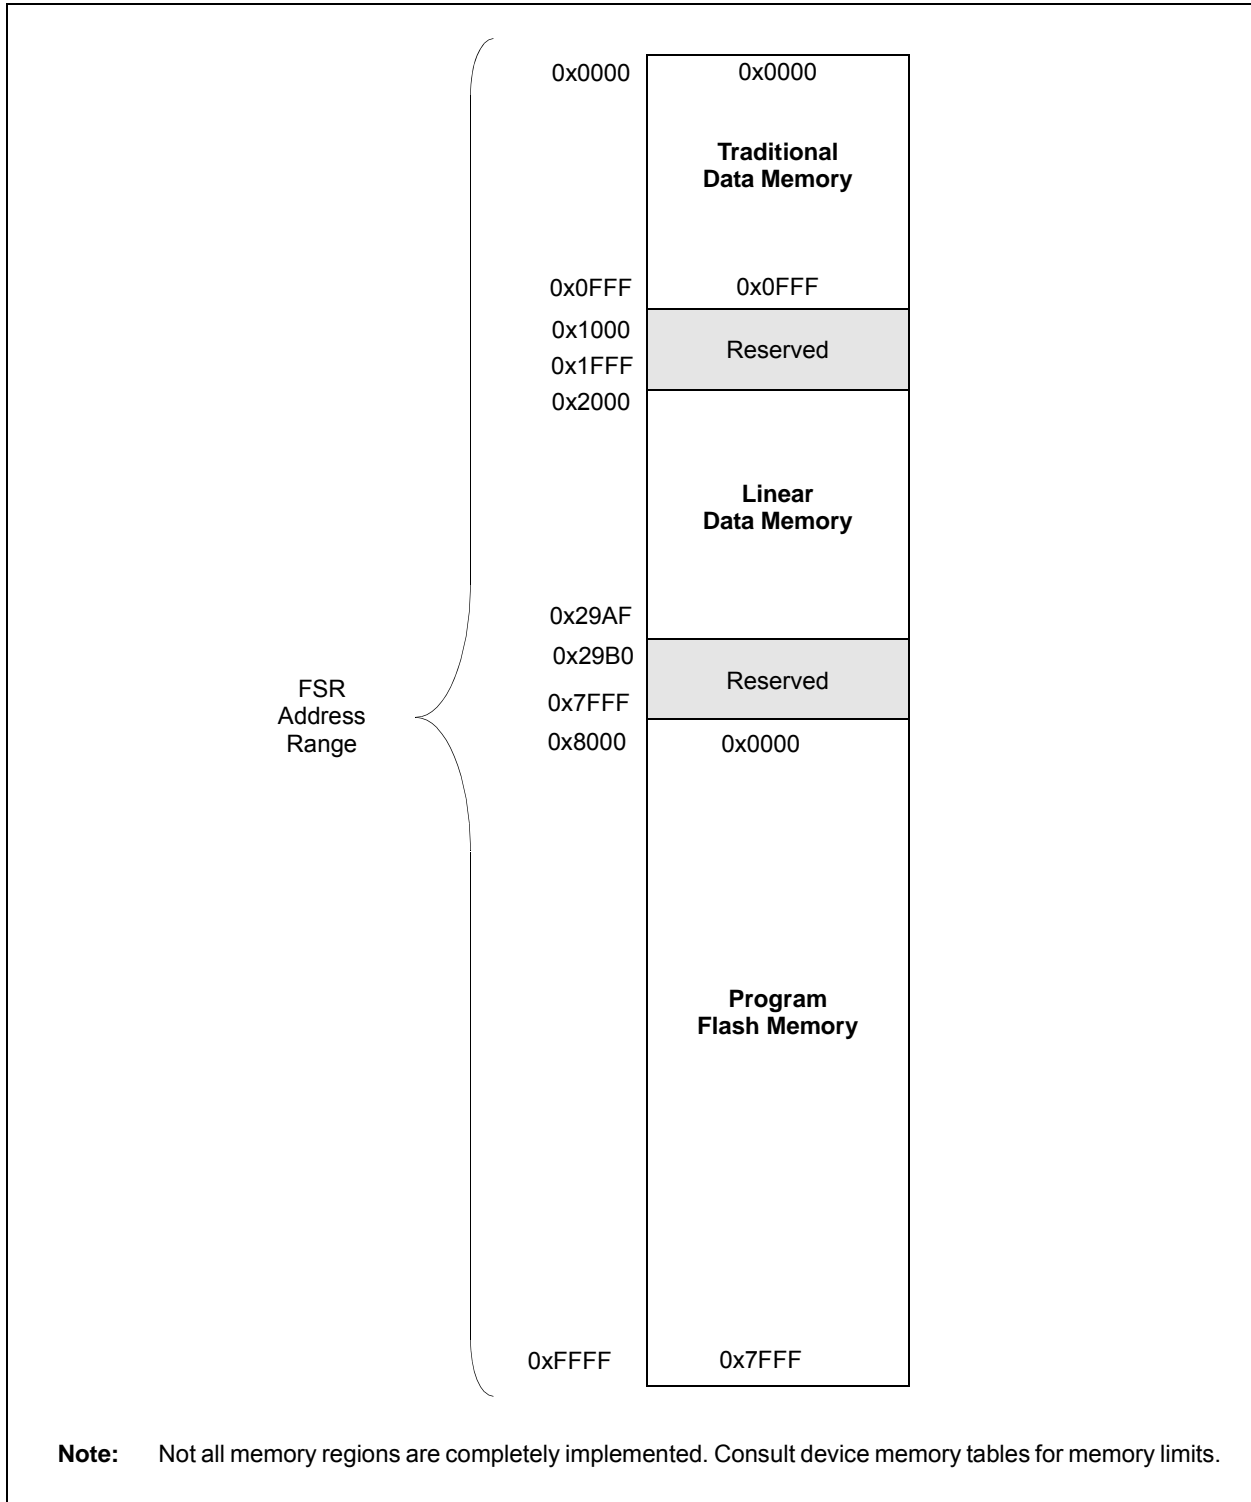 0x0000 0x0000
Traditional
Data Memory
0x0FFF 0x0FFF
0x1000
Reserved
0x1FFF
0x2000
Linear
Data Memory
0x29AF
0x29B0
Reserved
0x7FFF
FSR
Address
Range
0x8000 0x0000
Program
Flash Memory
0xFFFF 0x7FFF
Note: Not all memory regions are completely implemented. Consult device memory tables for memory limits.